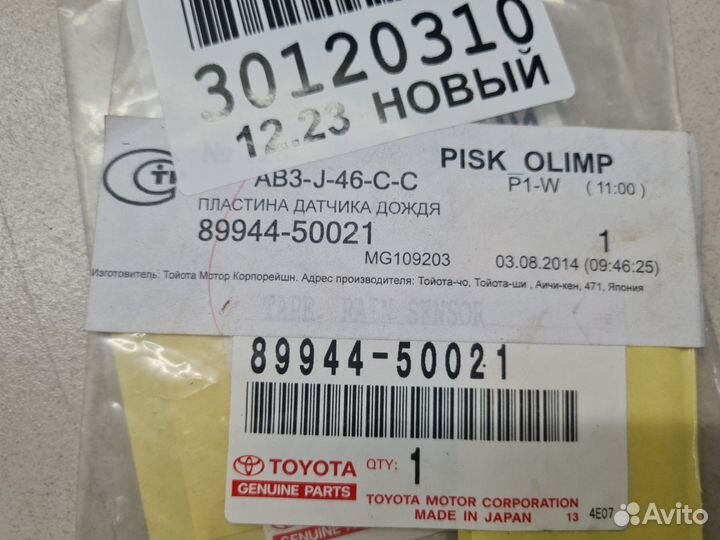 30120310
12.23 НОВЫЙ
PISK_OLIMP
AB3-J-46-C-C
P1-W ( 11:00 )
ПЛАСТИНА ДАТЧИКА ДОЖДЯ
89944-50021
1
MG109203
03.08.2014 (09:46:25)
Изготовитель: Тойота Мотор Корпорейшн. Адрес производителя: Тойота-чо, Тойота-ши , Аичи-кен, 471, Япония
TAPE, RAIN SENSOR
89944-50021
TOYOTA
QTY; 1
GENUINE PARTS
TOYOTA MOTOR CORPORATION
MADE IN JAPAN 13 4E07
GENUINE PARTS
Avito